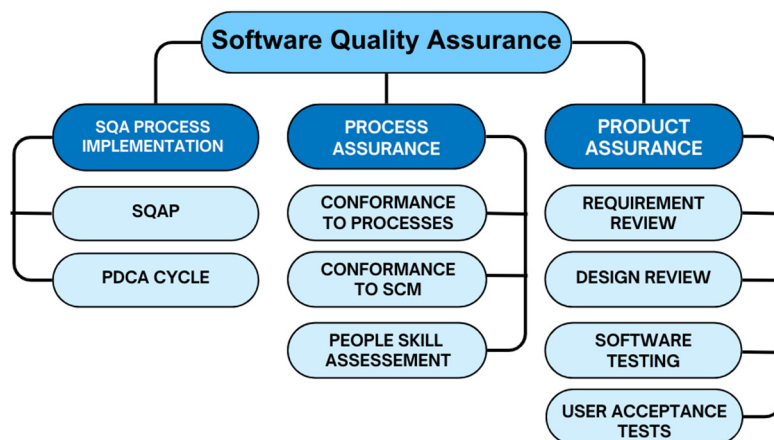 Software Quality Assurance
SQA PROCESS
IMPLEMENTATION
SQAP
PDCA CYCLE
PROCESS
ASSURANCE
CONFORMANCE
TO PROCESSES
CONFORMANCE
TO SCM
PEOPLE SKILL
ASSESSEMENT
PRODUCT
ASSURANCE
REQUIREMENT
REVIEW
DESIGN REVIEW
SOFTWARE
TESTING
USER ACCEPTANCE
TESTS